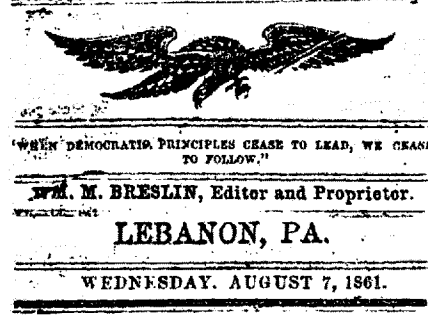 "WHEN DEMOCRATIC PRINCIPLES CEASE TO LEAD, WE CEASE
TO FOLLOW."
WM. M. BRESLIN, Editor and Proprietor.
LEBANON, PA.
WEDNESDAY. AUGUST 7, 1861.